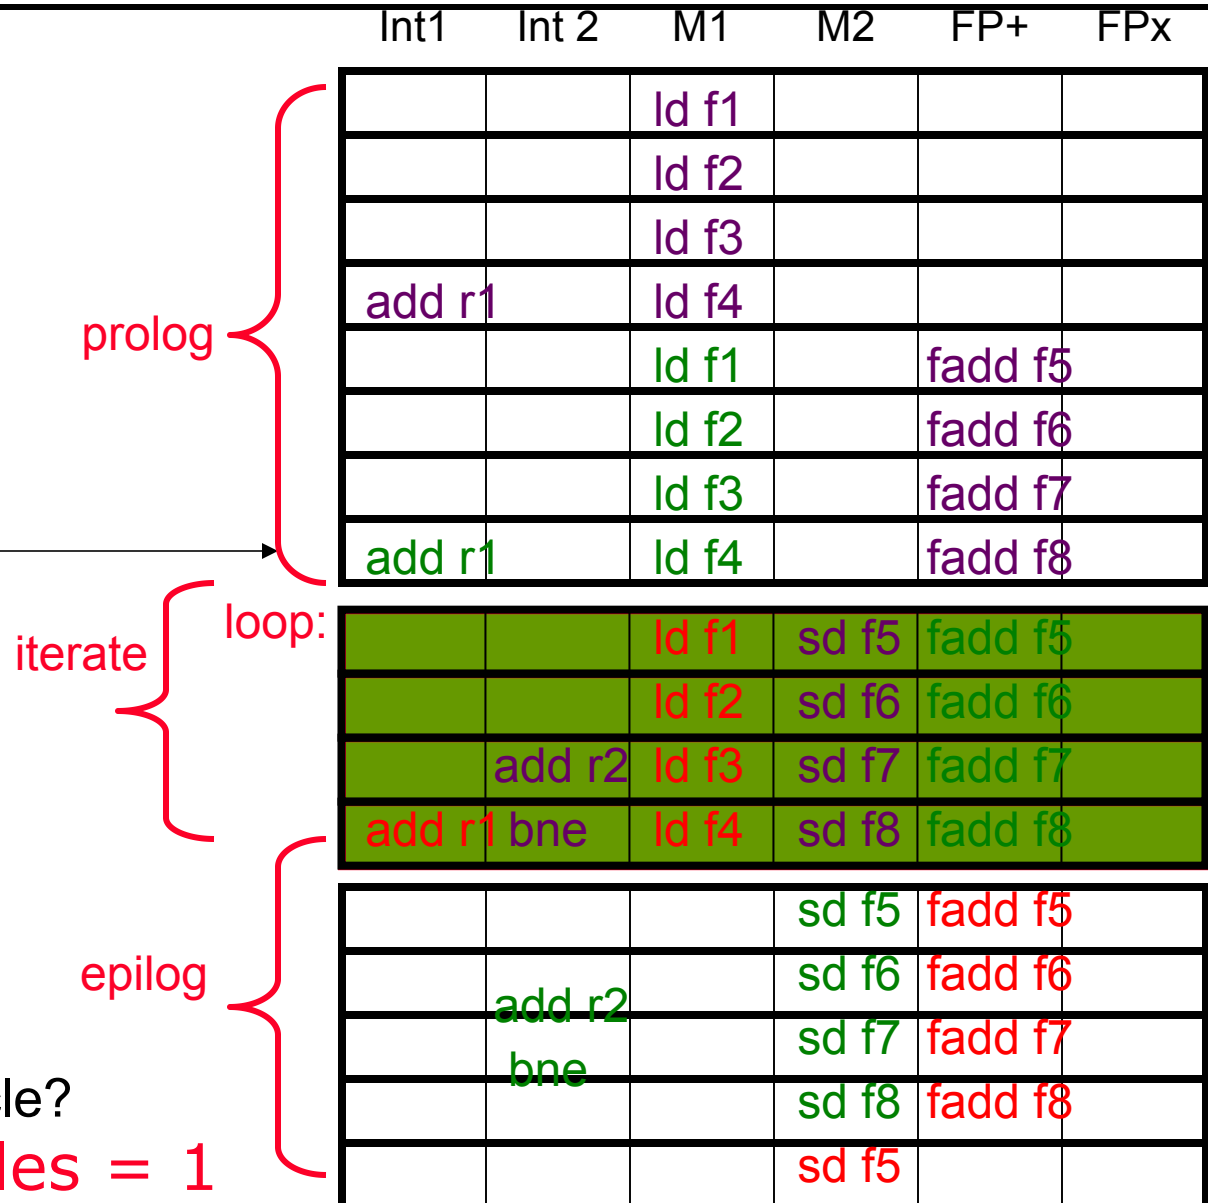 Int1 Int 2 M1 M2 FP+ FPx
ld f1
ld f2
ld f3
add r1 ld f4
prolog
ld f1 fadd f5
ld f2 fadd f6
ld f3 fadd f7
add r1 ld f4 fadd f8
loop: ld f1 sd f5 fadd f5
iterate
ld f2 sd f6 fadd f6
add r2 ld f3 sd f7 fadd f7
add r1 bne ld f4 sd f8 fadd f8
sd f5 fadd f5
epilog
sd f6 fadd f6
add r2
sd f7 fadd f7
bne
sd f8 fadd f8
le?
les = 1
sd f5